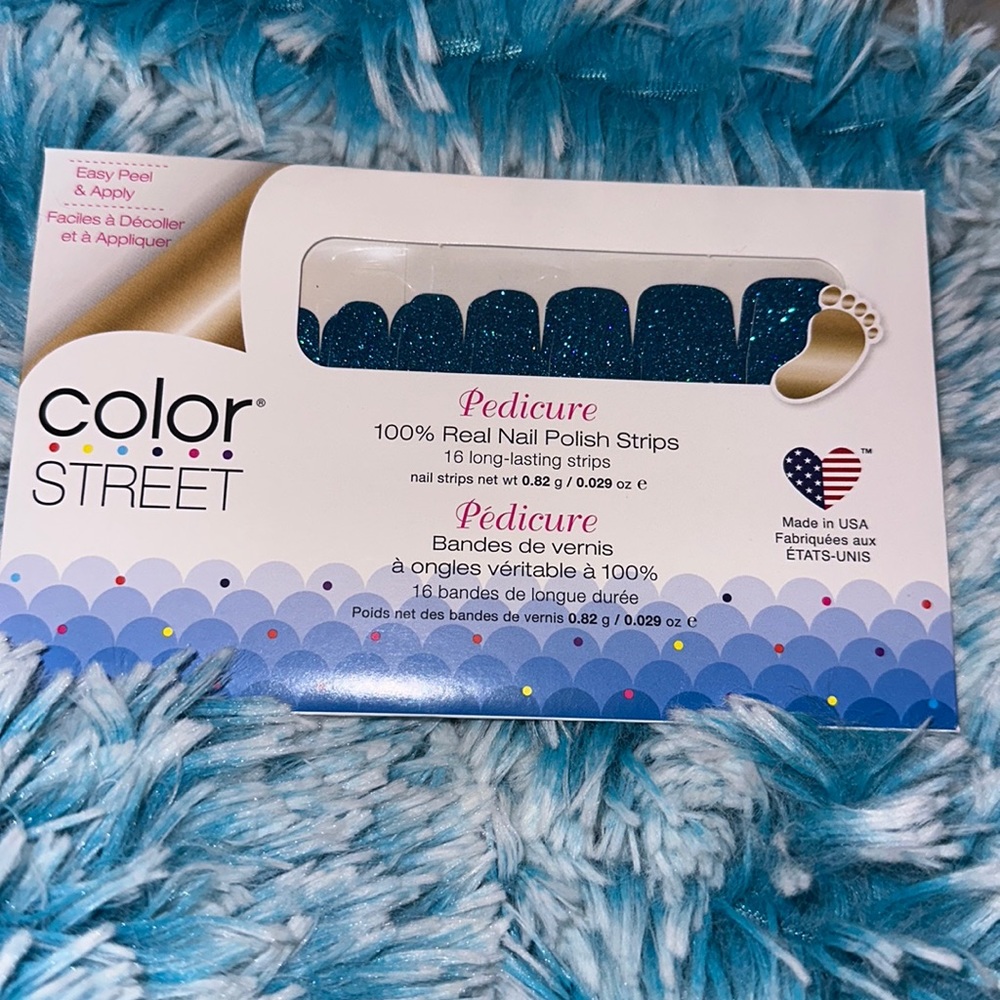 Easy Peel
& Apply
Faciles à Décoller
et à Appliquer
color®
STREET
Pedicure
100% Real Nail Polish Strips
16 long-lasting strips
nail strips net wt 0.82 g / 0.029 oz e
Pédicure
Bandes de vernis
à ongles véritable à 100%
16 bandes de longue durée
Poids net des bandes de vernis 0.82 g / 0.029 oz e
TM
Made in USA
Fabriquées aux
ÉTATS-UNIS